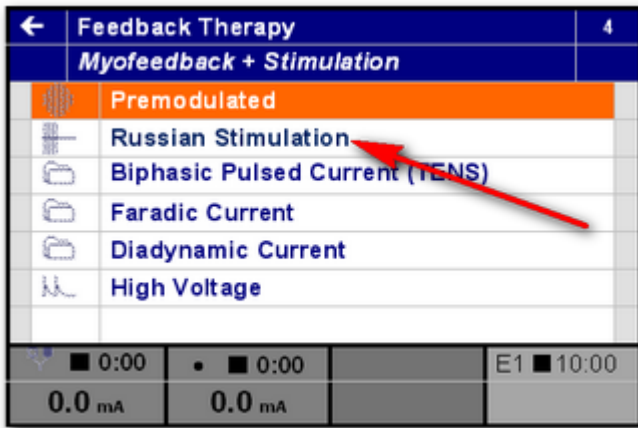 Feedback Therapy 4
Myofeedback + Stimulation
Premodulated
Russian Stimulation
Biphasic Pulsed Current (TENS)
Faradic Current
Diadynamic Current
High Voltage
0:00 0:00 E1 10:00
0.0 mA 0.0 mA